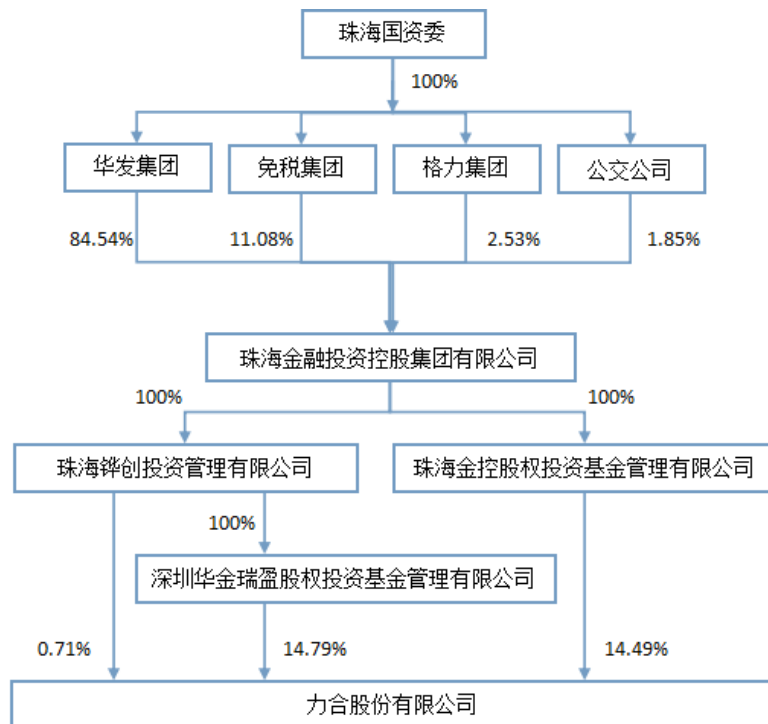 珠海国资委
100%
华发集团
免税集团
格力集团
公交公司
84.54%
11.08%
2.53%
1.85%
珠海金融投资控股集团有限公司
100%
100%
珠海铧创投资管理有限公司
珠海金控股权投资基金管理有限公司
100%
深圳华金瑞盈股权投资基金管理有限公司
0.71%
14.79%
14.49%
力合股份有限公司